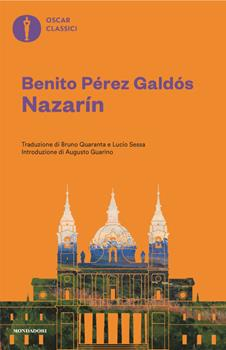 OSCAR
CLASSICI
Benito Pérez Galdós
Nazarín
Traduzione di Bruno Quaranta e Lucio Sessa
Introduzione di Augusto Guarino
MONDADORI